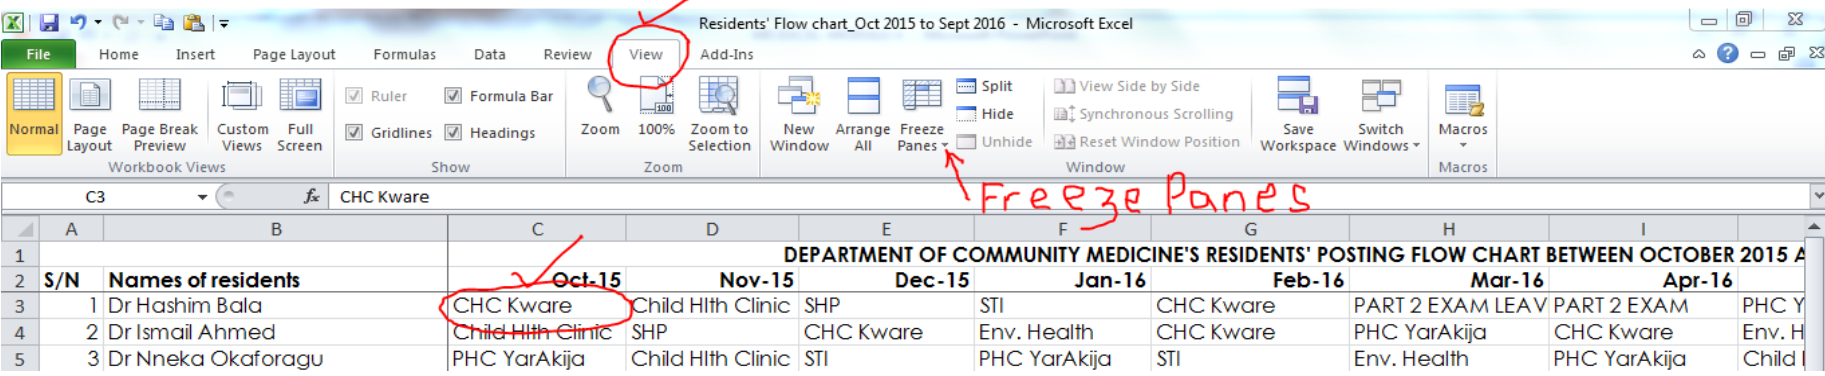 Residents' Flow chart_Oct 2015 to Sept 2016 - Microsoft Excel
File Home Insert Page Layout Formulas Data Review View Add-Ins
Normal Page Layout Page Break Preview Custom Views Full Screen
Workbook Views
Ruler Formula Bar
Gridlines Headings
Show
Zoom 100% Zoom to Selection
Zoom
New Window Arrange All Freeze Panes
Split
Hide
Unhide
View Side by Side
Synchronous Scrolling
Reset Window Position
Save Workspace Switch Windows
Window
Macros
Macros
Freeze Panes
C3 fx CHC Kware
A B C D E F G H I
1 DEPARTMENT OF COMMUNITY MEDICINE'S RESIDENTS' POSTING FLOW CHART BETWEEN OCTOBER 2015 A
2 S/N Names of residents Oct-15 Nov-15 Dec-15 Jan-16 Feb-16 Mar-16 Apr-16
3 1 Dr Hashim Bala CHC Kware Child Hlth Clinic SHP STI CHC Kware PART 2 EXAM LEAV PART 2 EXAM PHC Y
4 2 Dr Ismail Ahmed Child Hlth Clinic SHP CHC Kware Env. Health CHC Kware PHC YarAkija CHC Kware Env. H
5 3 Dr Nneka Okaforagu PHC YarAkija Child Hlth Clinic STI PHC YarAkija STI Env. Health PHC YarAkija Child